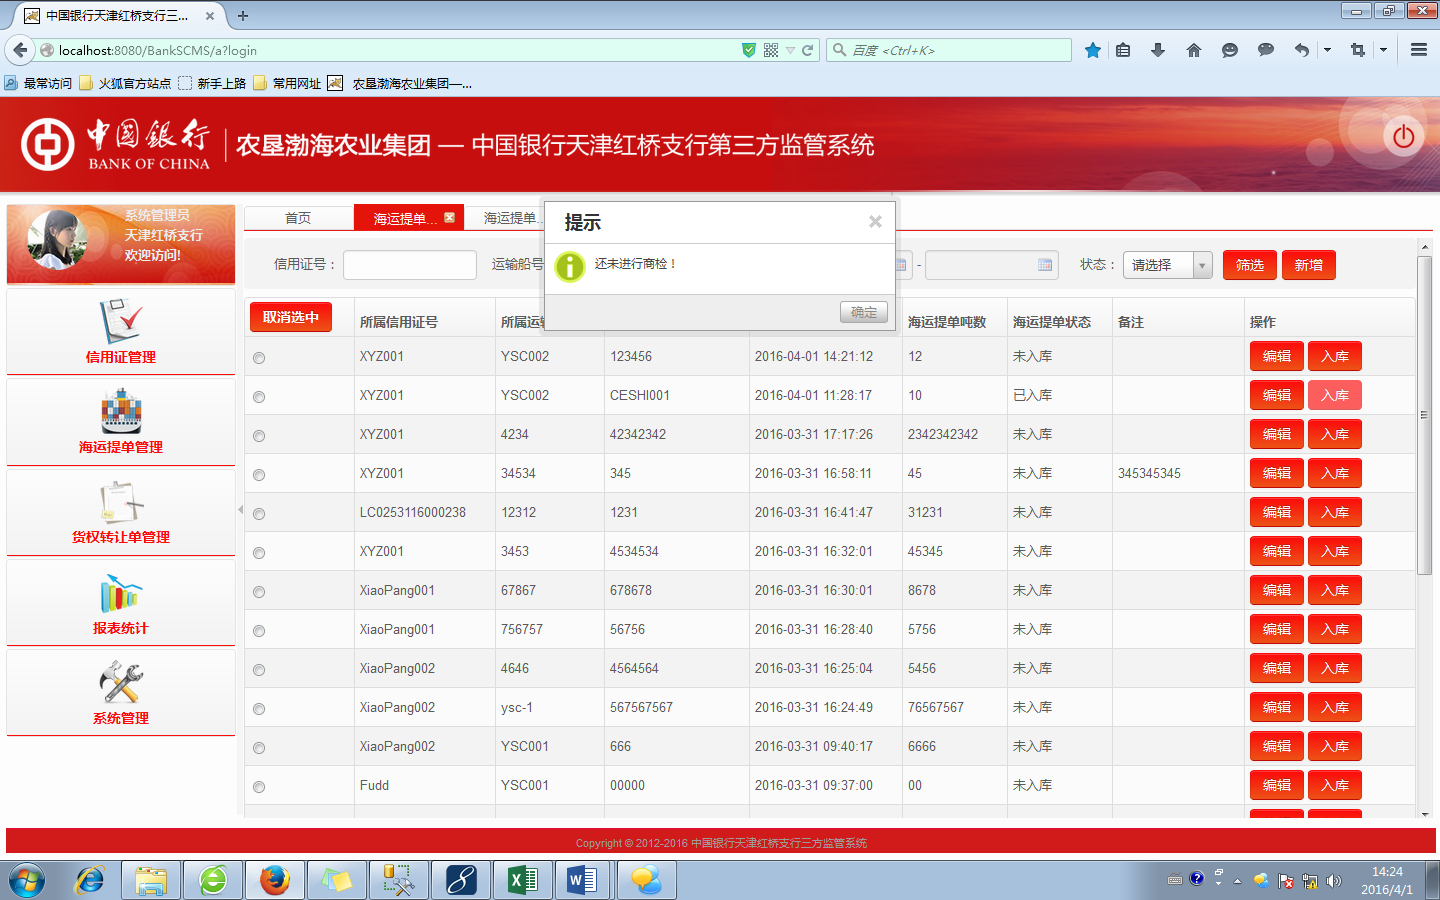 中国银行天津红桥支行三...
localhost:8080/BankSCMS/a?login
百度 <Ctrl+K>
最常访问 火狐官方站点 新手上路 常用网址 农垦渤海农业集团—...
中国银行
BANK OF CHINA
农垦渤海农业集团 — 中国银行天津红桥支行第三方监管系统
系统管理员
天津红桥支行
欢迎访问!
信用证管理
海运提单管理
货权转让单管理
报表统计
系统管理
首页 海运提单... 海运提单..
信用证号： 运输船号 - 状态： 请选择 筛选 新增
提示
还未进行商检！
确定
取消选中 所属信用证号 所属运 海运提单吨数 海运提单状态 备注 操作
XYZ001 YSC002 123456 2016-04-01 14:21:12 12 未入库 编辑 入库
XYZ001 YSC002 CESHI001 2016-04-01 11:28:17 10 已入库 编辑 入库
XYZ001 4234 42342342 2016-03-31 17:17:26 2342342342 未入库 编辑 入库
XYZ001 34534 345 2016-03-31 16:58:11 45 未入库 345345345 编辑 入库
LC0253116000238 12312 1231 2016-03-31 16:41:47 31231 未入库 编辑 入库
XYZ001 3453 4534534 2016-03-31 16:32:01 45345 未入库 编辑 入库
XiaoPang001 67867 678678 2016-03-31 16:30:01 8678 未入库 编辑 入库
XiaoPang001 756757 56756 2016-03-31 16:28:40 5756 未入库 编辑 入库
XiaoPang002 4646 4564564 2016-03-31 16:25:04 5456 未入库 编辑 入库
XiaoPang002 ysc-1 567567567 2016-03-31 16:24:49 76567567 未入库 编辑 入库
XiaoPang002 YSC001 666 2016-03-31 09:40:17 6666 未入库 编辑 入库
Fudd YSC001 00000 2016-03-31 09:37:00 00 未入库 编辑 入库
Copyright © 2012-2016 中国银行天津红桥支行三方监管系统
14:24
2016/4/1